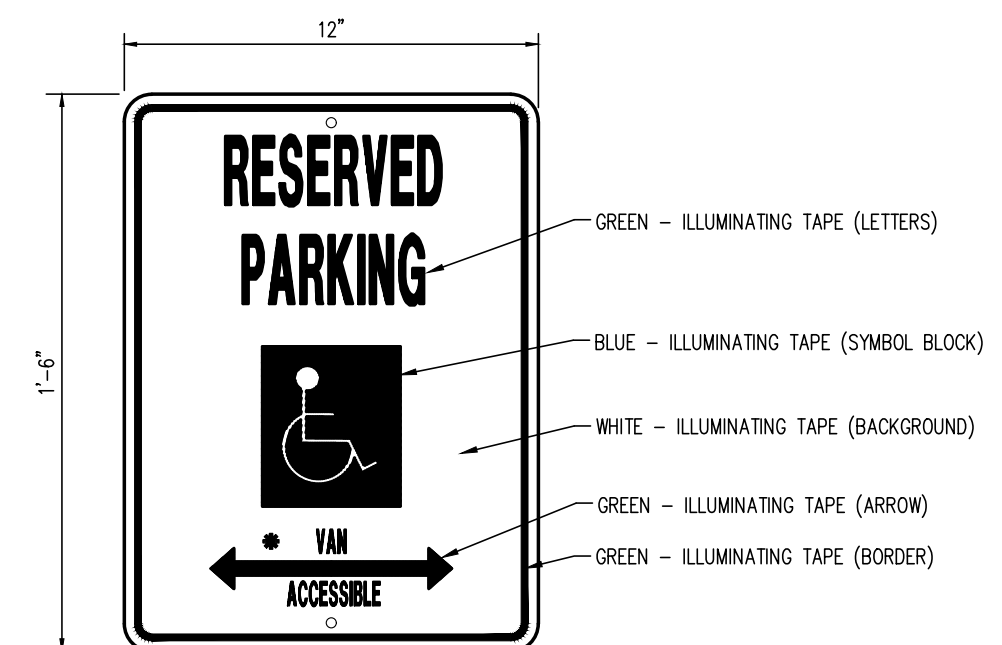 12"
RESERVED
PARKING
GREEN – ILLUMINATING TAPE (LETTERS)
1'–6"
BLUE – ILLUMINATING TAPE (SYMBOL BLOCK)
WHITE – ILLUMINATING TAPE (BACKGROUND)
GREEN – ILLUMINATING TAPE (ARROW)
* VAN
GREEN – ILLUMINATING TAPE (BORDER)
ACCESSIBLE